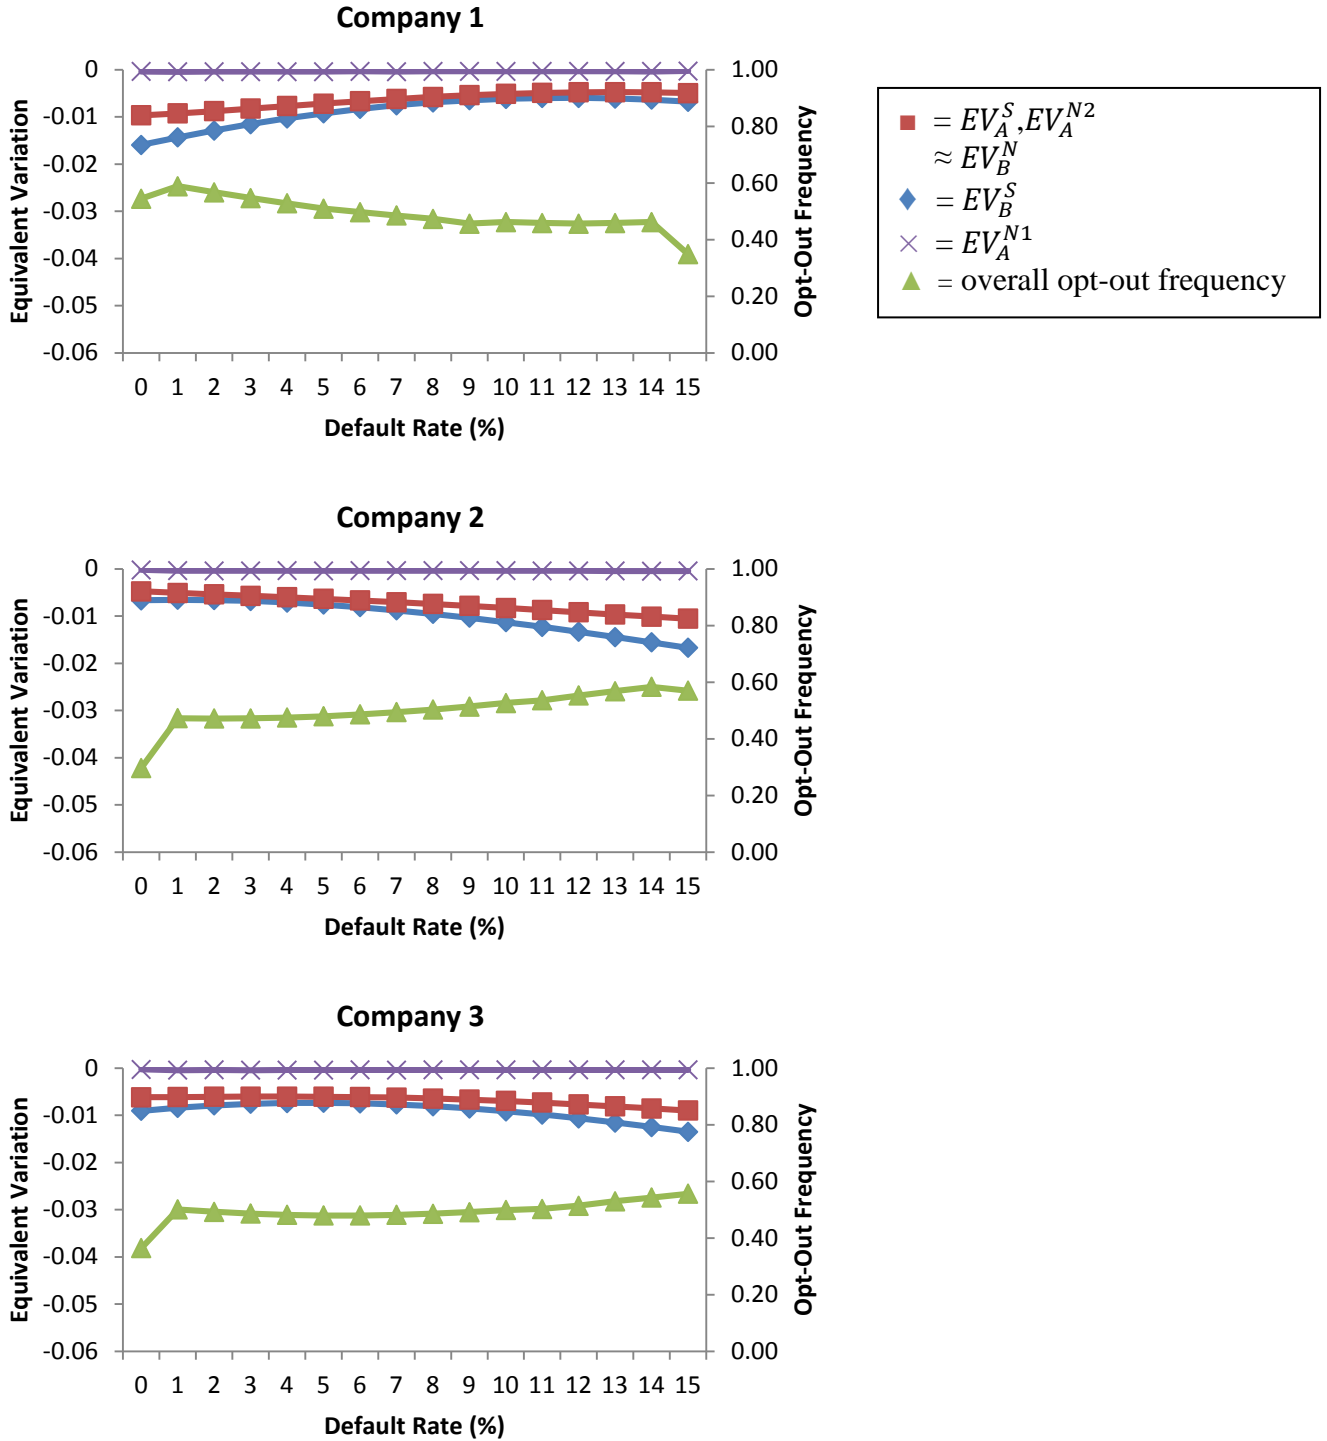 Company 1
Equivalent Variation
0
-0.01
-0.02
-0.03
-0.04
-0.05
-0.06
1.00
0.80
0.60
0.40
0.20
0.00
Opt-Out Frequency
0 1 2 3 4 5 6 7 8 9 10 11 12 13 14 15
Default Rate (%)
= EV_A^S, EV_A^N2
≈ EV_B^N
= EV_B^S
= EV_A^N1
= overall opt-out frequency
Company 2
Equivalent Variation
0
-0.01
-0.02
-0.03
-0.04
-0.05
-0.06
1.00
0.80
0.60
0.40
0.20
0.00
Opt-Out Frequency
0 1 2 3 4 5 6 7 8 9 10 11 12 13 14 15
Default Rate (%)
Company 3
Equivalent Variation
0
-0.01
-0.02
-0.03
-0.04
-0.05
-0.06
1.00
0.80
0.60
0.40
0.20
0.00
Opt-Out Frequency
0 1 2 3 4 5 6 7 8 9 10 11 12 13 14 15
Default Rate (%)